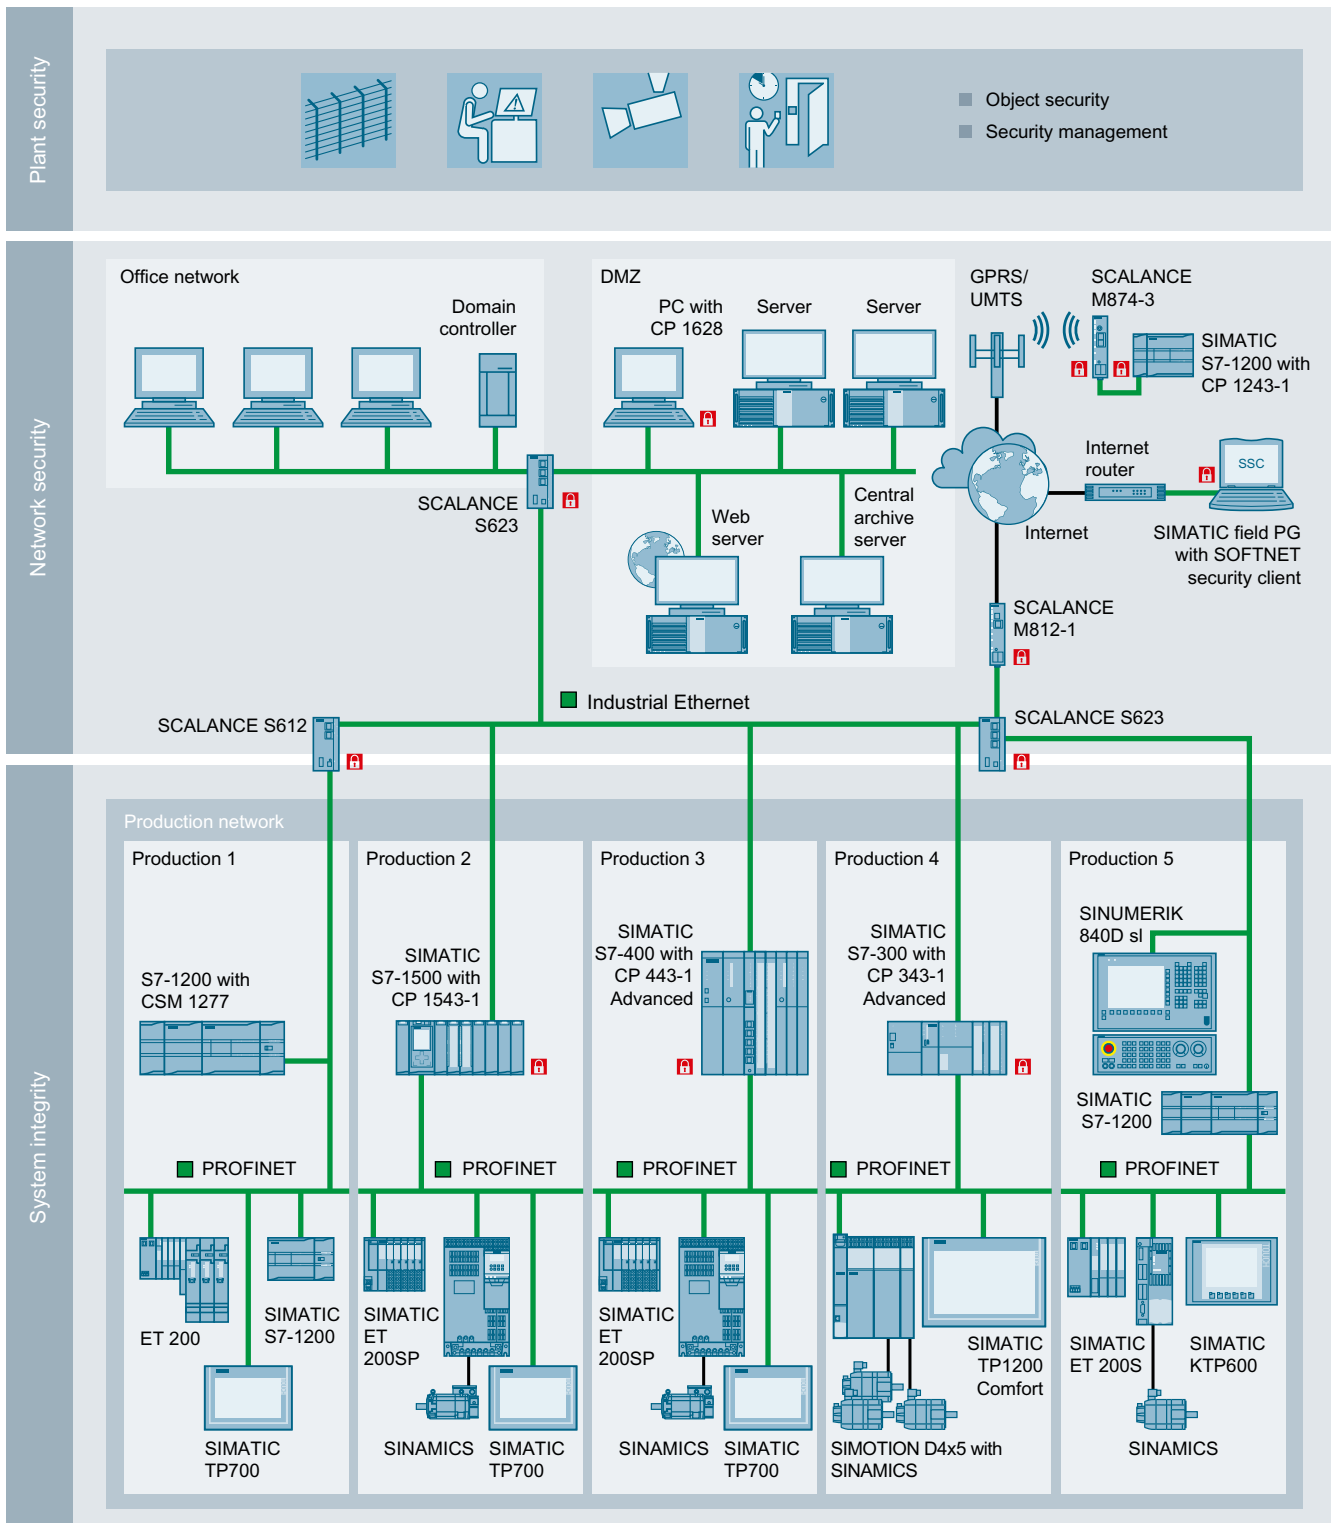 Plant security
Object security
Security management
Network security
Office network
Domain
controller
DMZ
PC with
CP 1628
Server
Server
GPRS/
UMTS
SCALANCE
M874-3
SIMATIC
S7-1200 with
CP 1243-1
SCALANCE
S623
Web
server
Central
archive
server
Internet
router
SSC
Internet
SIMATIC field PG
with SOFTNET
security client
SCALANCE
M812-1
Industrial Ethernet
SCALANCE S612
SCALANCE S623
System integrity
Production network
Production 1
S7-1200 with
CSM 1277
PROFINET
ET 200
SIMATIC
S7-1200
SIMATIC
TP700
Production 2
SIMATIC
S7-1500 with
CP 1543-1
PROFINET
SIMATIC
ET
200SP
SINAMICS
SIMATIC
TP700
Production 3
SIMATIC
S7-400 with
CP 443-1
Advanced
PROFINET
SIMATIC
ET
200SP
SINAMICS
SIMATIC
TP700
Production 4
SIMATIC
S7-300 with
CP 343-1
Advanced
PROFINET
SIMATIC
TP1200
Comfort
SIMOTION D4x5 with
SINAMICS
Production 5
SINUMERIK
840D sl
SIMATIC
S7-1200
PROFINET
SIMATIC
ET 200S
SIMATIC
KTP600
SINAMICS